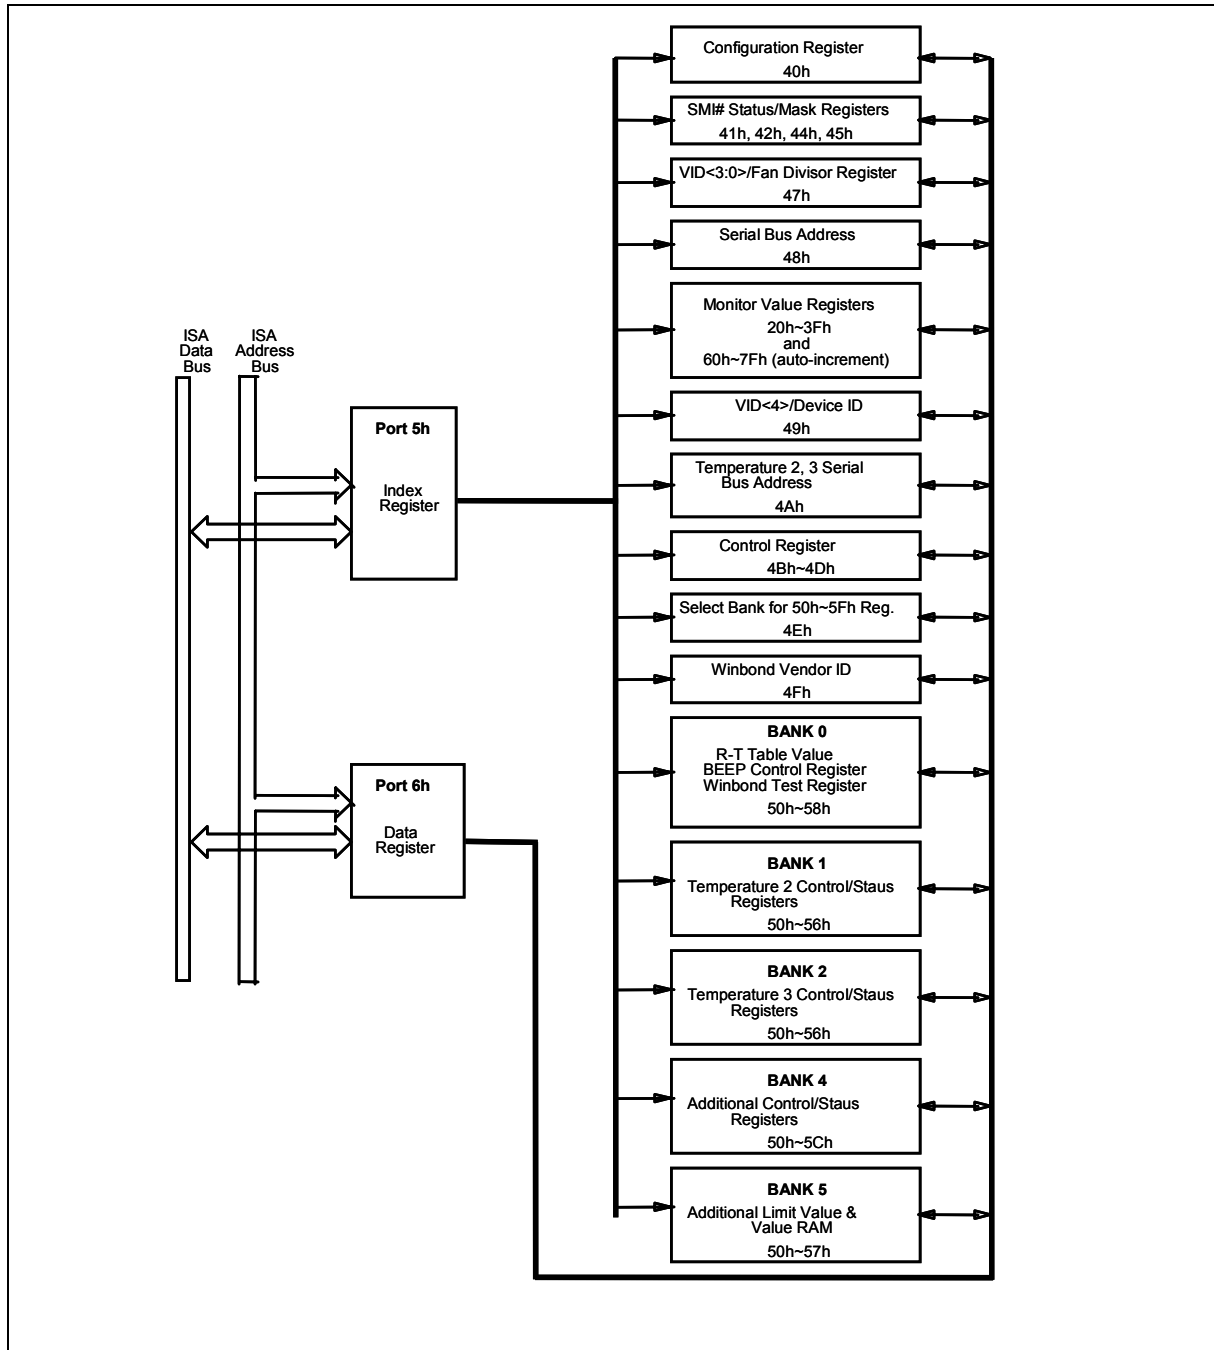 Configuration Register
40h
SMI# Status/Mask Registers
41h, 42h, 44h, 45h
VID<3:0>/Fan Divisor Register
47h
Serial Bus Address
48h
Monitor Value Registers
20h~3Fh
and
60h~7Fh (auto-increment)
ISA
Data
Bus
ISA
Address
Bus
VID<4>/Device ID
49h
Port 5h
Index
Register
Temperature 2, 3 Serial
Bus Address
4Ah
Control Register
4Bh~4Dh
Select Bank for 50h~5Fh Reg.
4Eh
Winbond Vendor ID
4Fh
BANK 0
R-T Table Value
BEEP Control Register
Winbond Test Register
50h~58h
Port 6h
Data
Register
BANK 1
Temperature 2 Control/Staus
Registers
50h~56h
BANK 2
Temperature 3 Control/Staus
Registers
50h~56h
BANK 4
Additional Control/Staus
Registers
50h~5Ch
BANK 5
Additional Limit Value &
Value RAM
50h~57h